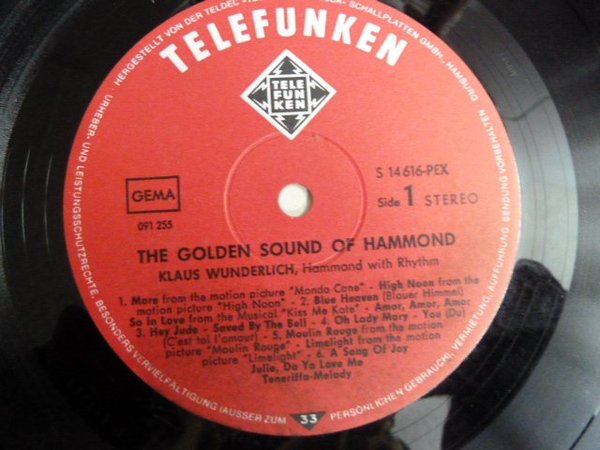 HERGESTELLT VON DER TELDEC
SCHALLPLATTEN GMBH, HAMBURG
TELEFUNKEN
TELE
FUN
KEN
S 14 616-PEX
GEMA
Side 1 STEREO
091 255
THE GOLDEN SOUND OF HAMMOND
KLAUS WUNDERLICH, Hammond with Rhythm
1. More from the motion picture "Mondo Cane" - High Noon from the
motion picture "High Noon" - 2. Blue Heaven (Blauer Himmel)
So In Love from the Musical "Kiss Me Kate" - Amor, Amor, Amor
3. Hey Jude - Saved By The Bell - 4. Oh Lady Mary - You (Du)
(C'est toi l'amour) - 5. Moulin Rouge from the motion
picture "Moulin Rouge" - Limelight from the motion
picture "Limelight" - 6. A Song Of Joy
Julie, Do Ya Love Me
Teneriffa-Melody
URHEBER- UND LEISTUNGSSCHUTZRECHTE, BESONDERS VERVIELFÄLTIGUNG (AUSSER ZUM
33
PERSÖNLICHEN GEBRAUCH), VERMIETUNG, AUFFÜHRUNG, SENDUNG VORBEHALTEN